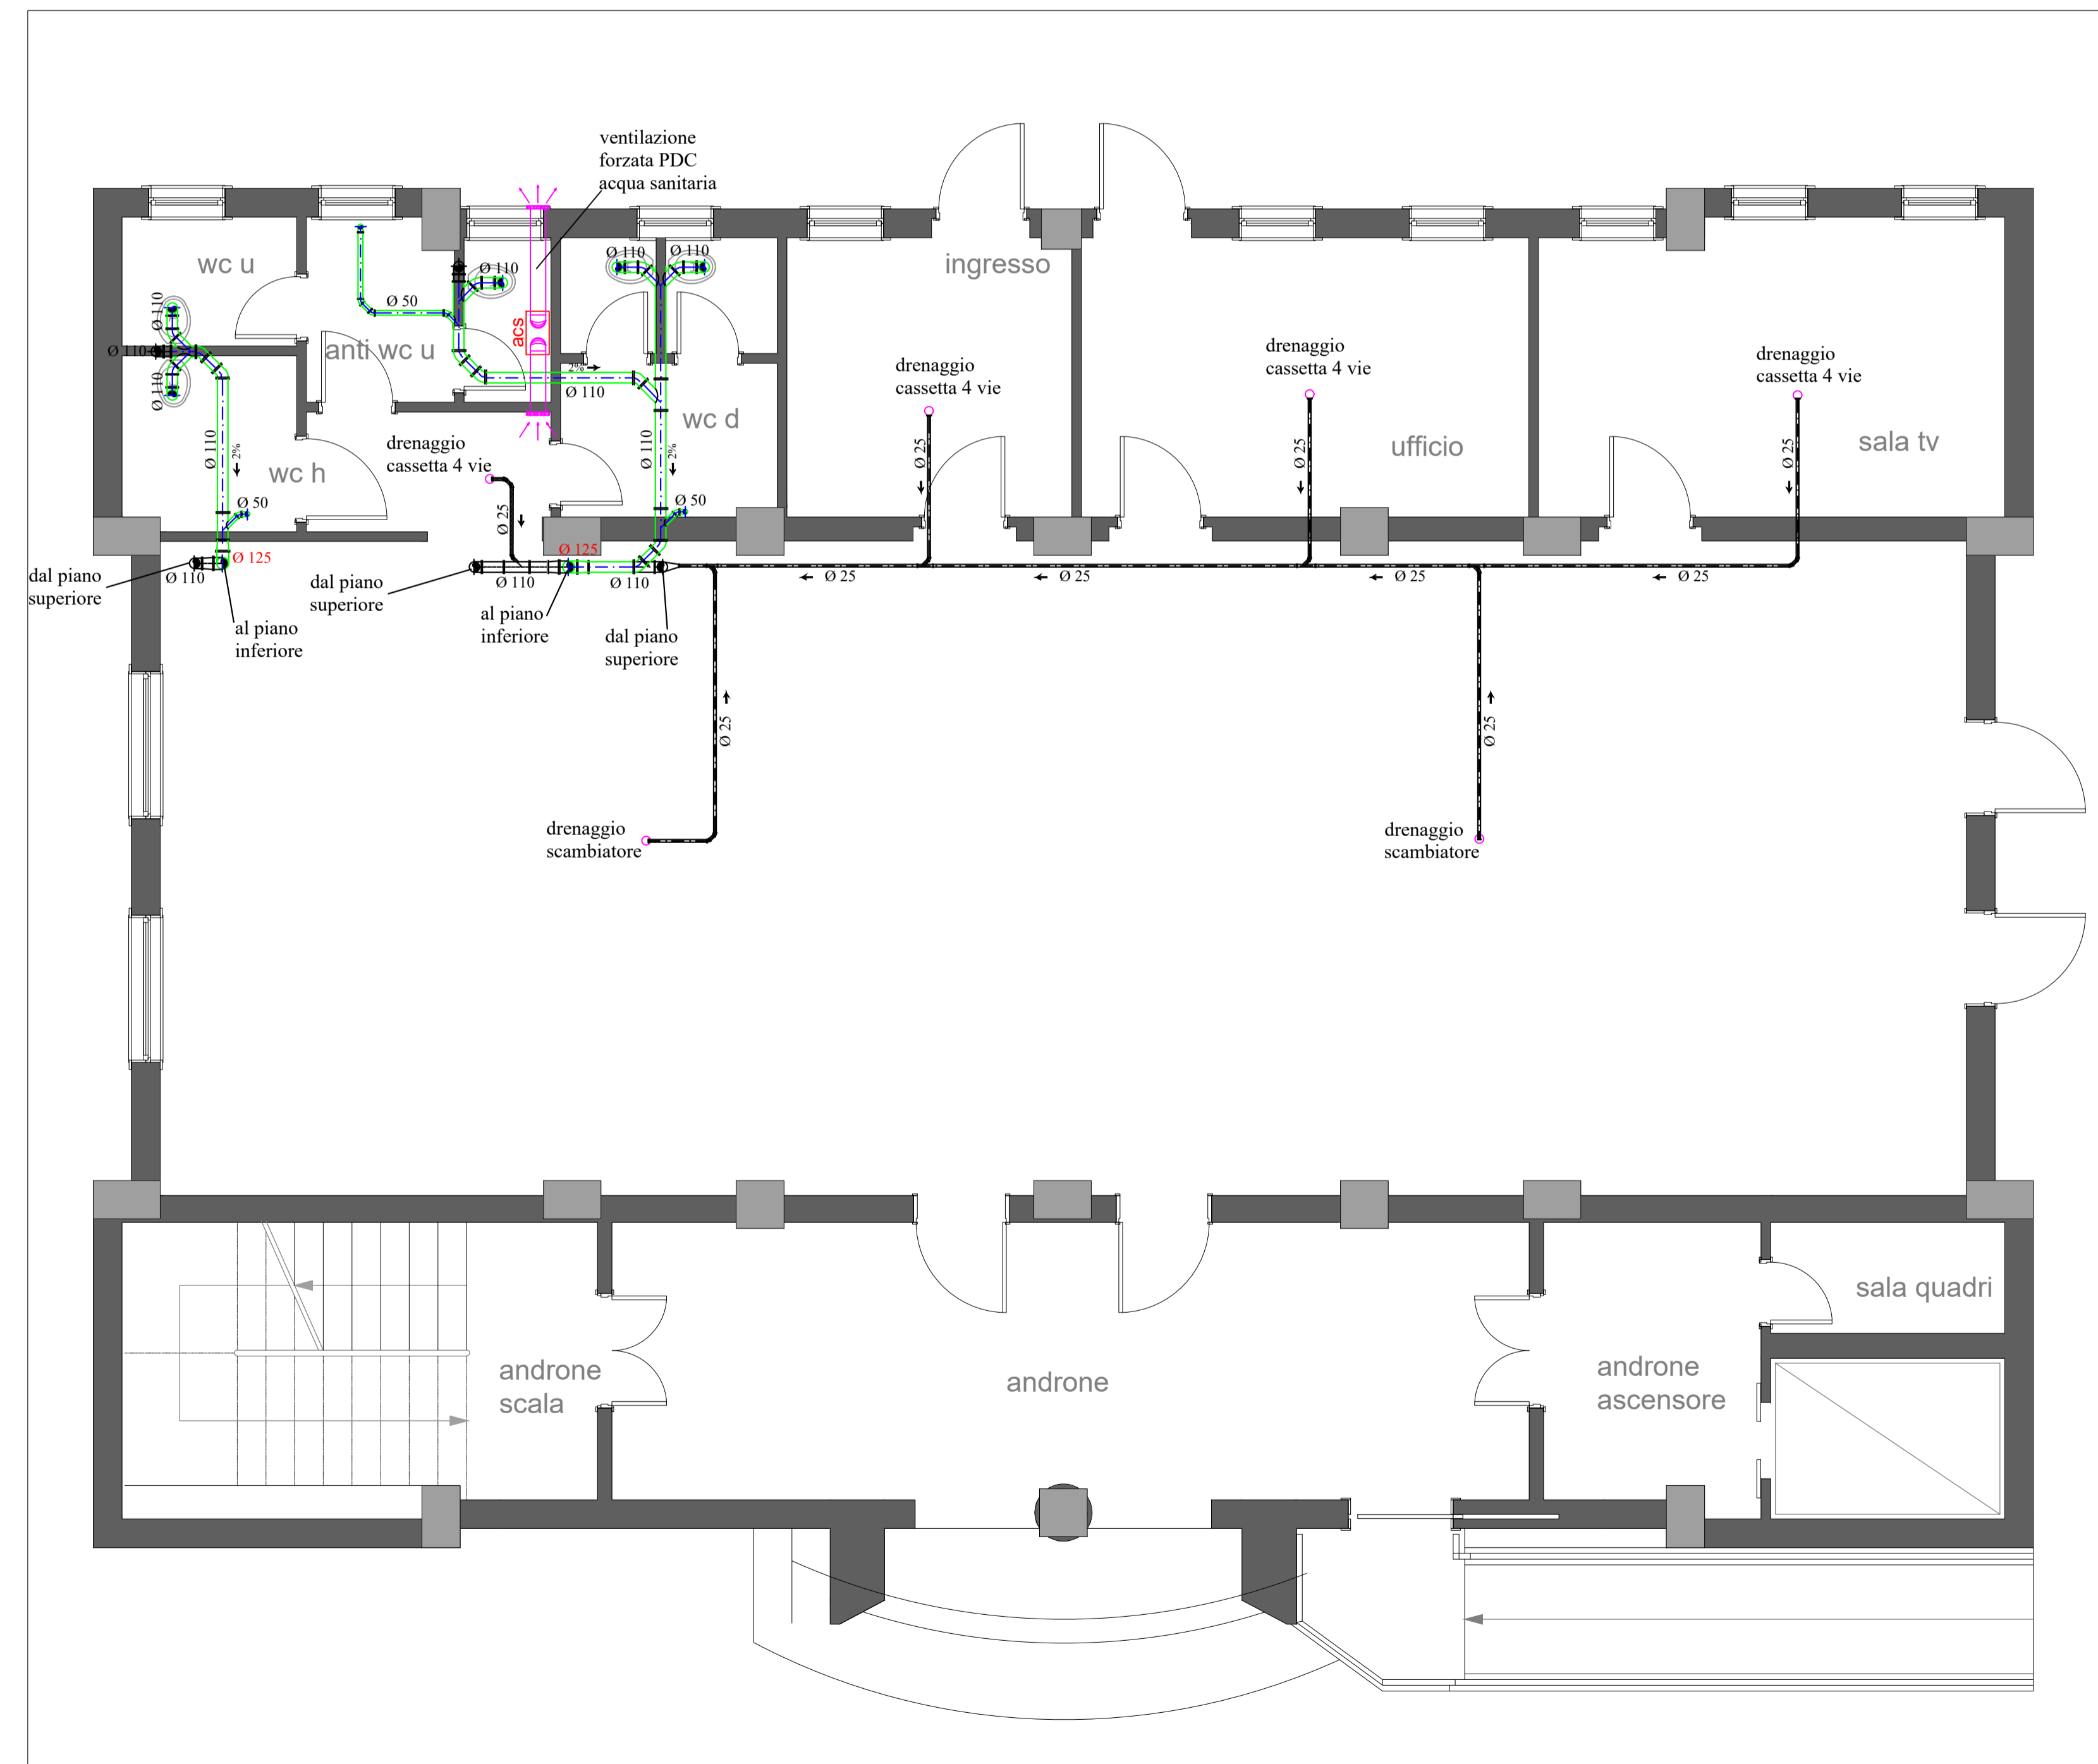 ventilazione
forzata PDC
acqua sanitaria
wc u
Ø 110
Ø 110
Ø 110
ingresso
Ø 110
Ø 50
acs
Ø 110
anti wc u
Ø 110
2%
Ø 110
drenaggio
cassetta 4 vie
drenaggio
cassetta 4 vie
drenaggio
cassetta 4 vie
wc d
Ø 110
2%
drenaggio
cassetta 4 vie
Ø 110
2%
wc h
Ø 25
Ø 25
ufficio
Ø 25
sala tv
Ø 50
Ø 50
Ø 25
Ø 125
Ø 125
dal piano
superiore
Ø 110
dal piano
superiore
Ø 110
Ø 110
Ø 25
Ø 25
Ø 25
Ø 25
al piano
inferiore
al piano
inferiore
dal piano
superiore
Ø 25
Ø 25
drenaggio
scambiatore
drenaggio
scambiatore
sala quadri
androne
scala
androne
androne
ascensore